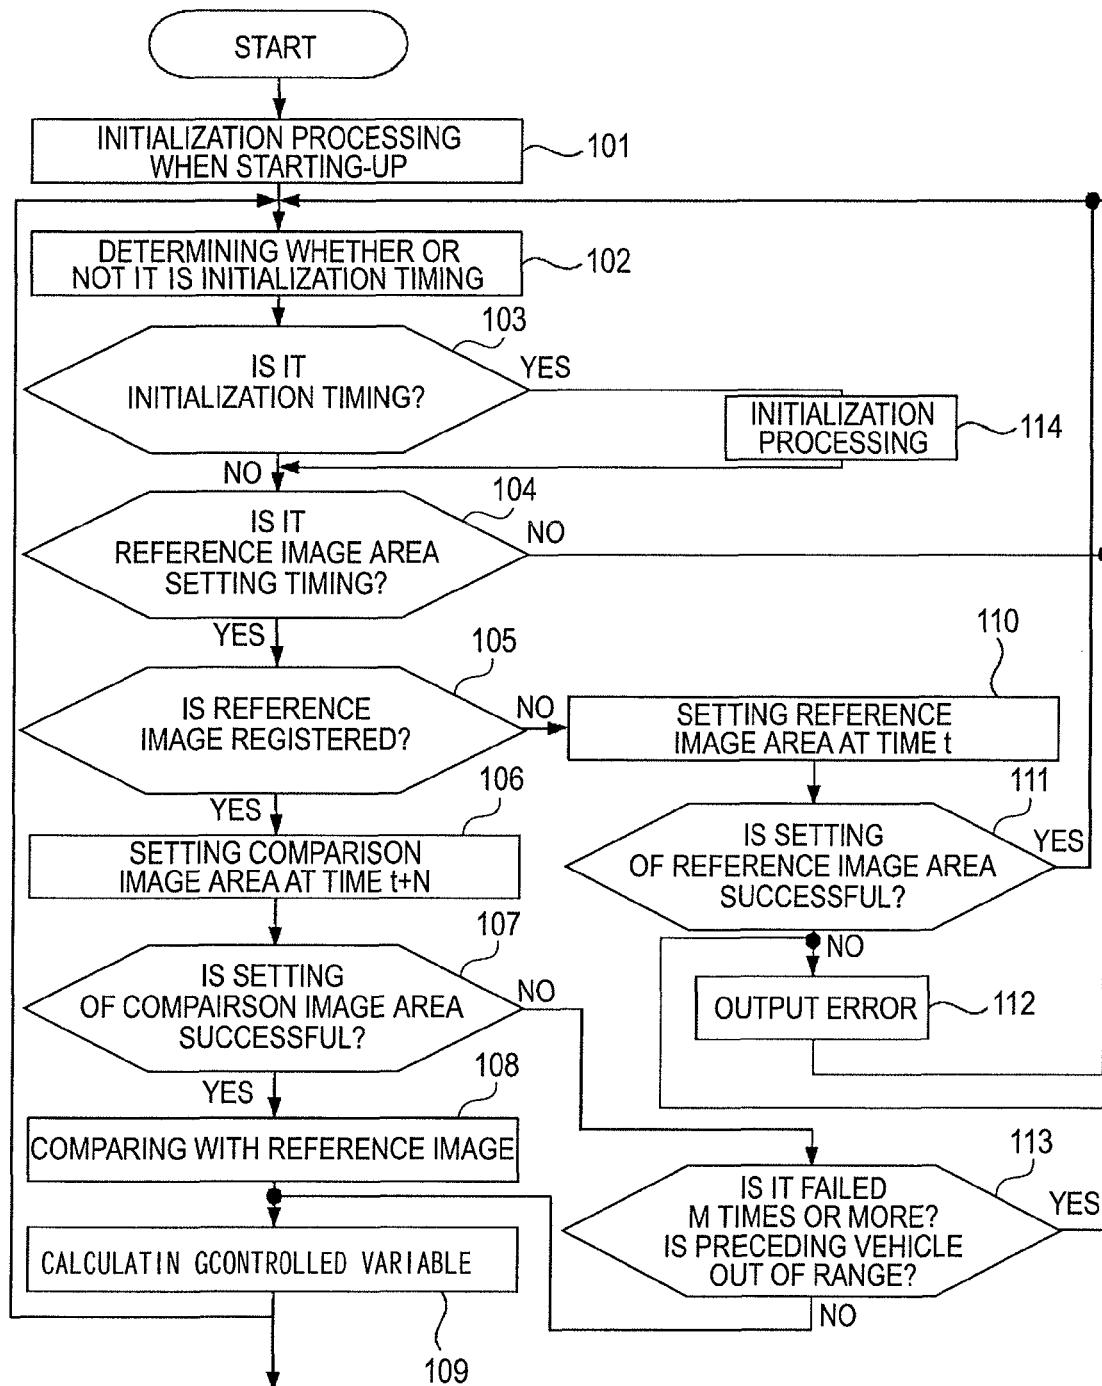 START
INITIALIZATION PROCESSING
WHEN STARTING-UP
101
DETERMINING WHETHER OR
NOT IT IS INITIALIZATION TIMING
102
103
IS IT
INITIALIZATION TIMING?
YES
INITIALIZATION
PROCESSING
114
NO
104
IS IT
REFERENCE IMAGE AREA
SETTING TIMING?
NO
YES
105
IS REFERENCE
IMAGE REGISTERED?
NO
110
SETTING REFERENCE
IMAGE AREA AT TIME t
YES
106
SETTING COMPARISON
IMAGE AREA AT TIME t+N
111
IS SETTING
OF REFERENCE IMAGE AREA
SUCCESSFUL?
YES
NO
OUTPUT ERROR
112
107
IS SETTING
OF COMPAIRSON IMAGE AREA
SUCCESSFUL?
NO
YES
108
COMPARING WITH REFERENCE IMAGE
113
IS IT FAILED
M TIMES OR MORE?
IS PRECEDING VEHICLE
OUT OF RANGE?
YES
NO
CALCULATIN GCONTROLLED VARIABLE
109